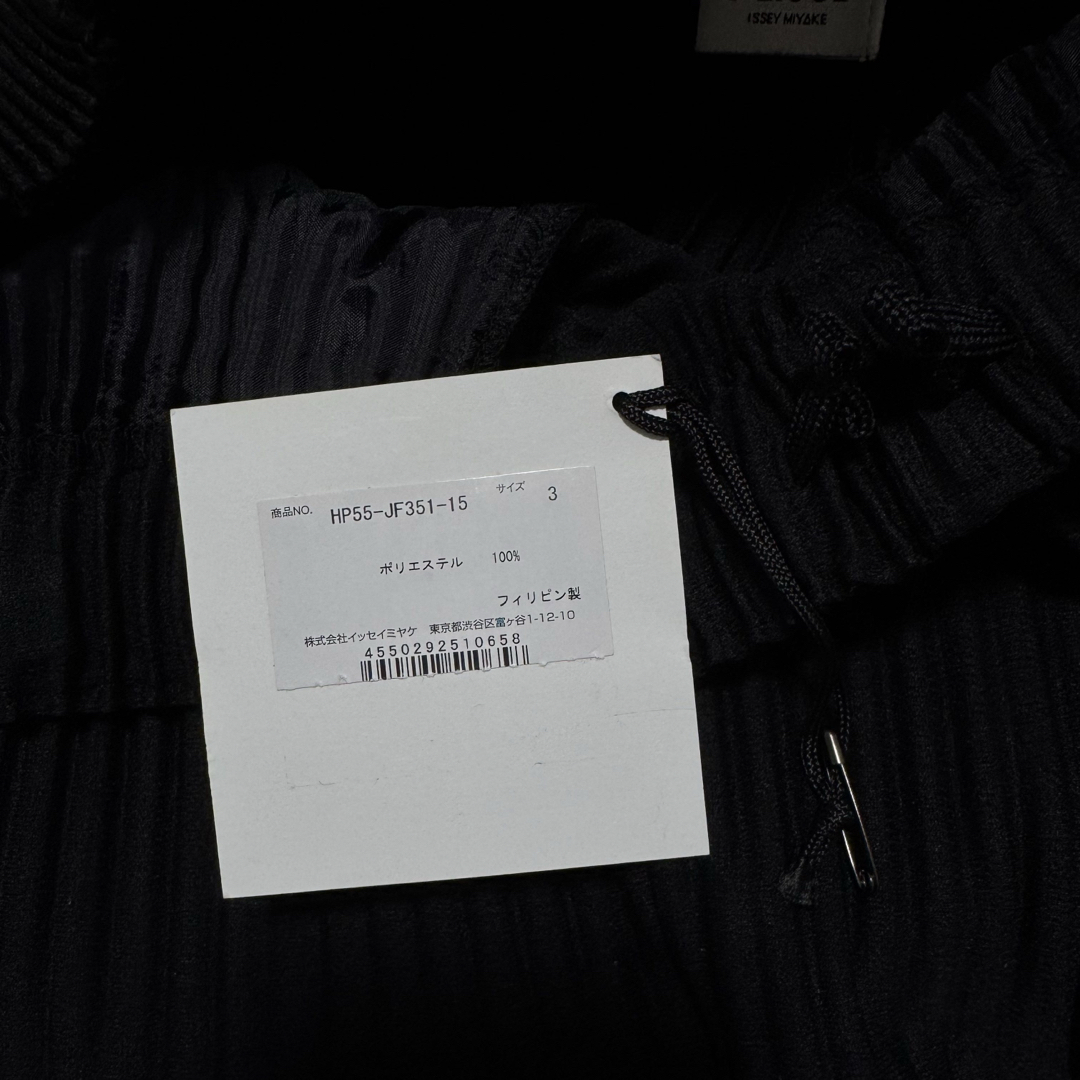 ISSEY MIYAKE
商品NO. HP55-JF351-15 サイズ 3
ポリエステル 100%
フィリピン製
株式会社イッセイミヤケ 東京都渋谷区富ヶ谷1-12-10
4550292510658